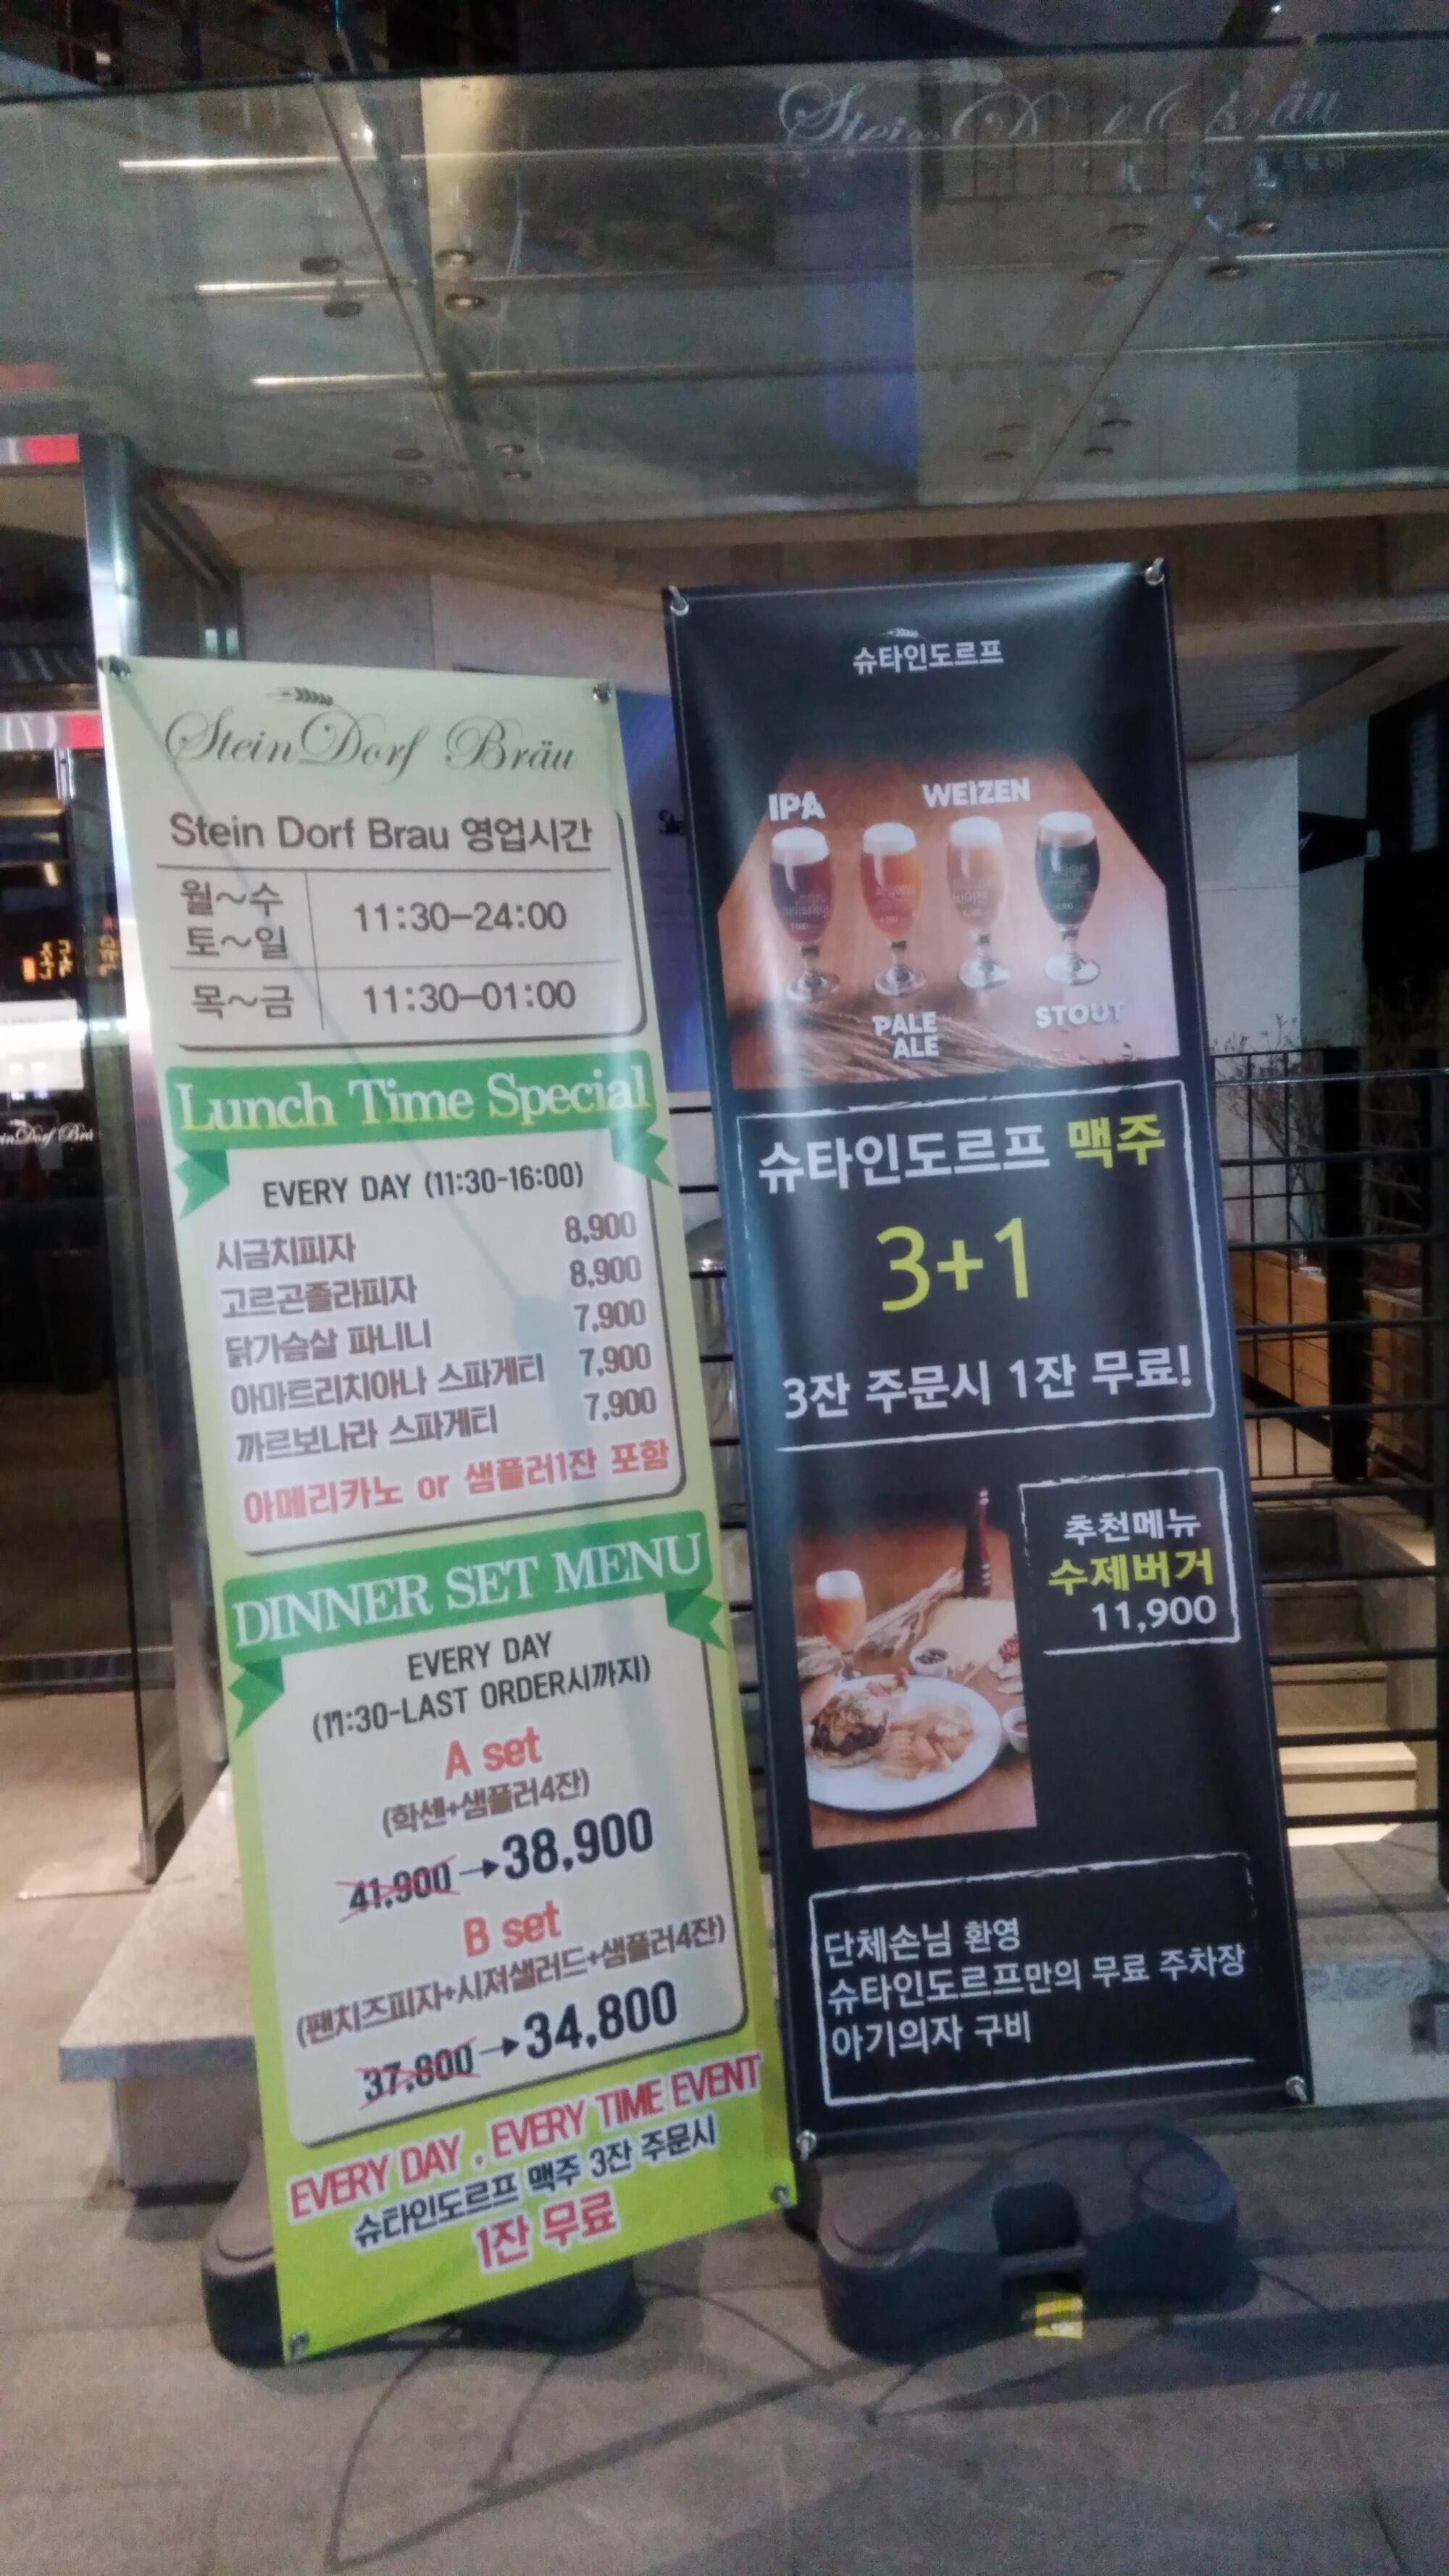 SteinDorf Bräu
Stein Dorf Brau 영업시간
월~수
토~일
11:30-24:00
목~금
11:30-01:00
Lunch Time Special
EVERY DAY (11:30-16:00)
시금치피자 8,900
고르곤졸라피자 8,900
닭가슴살 파니니 7,900
아마트리치아나 스파게티 7,900
까르보나라 스파게티 7,900
아메리카노 or 샘플러1잔 포함
DINNER SET MENU
EVERY DAY
(11:30-LAST ORDER시까지)
A set
(학센+샘플러4잔)
41,900→38,900
B set
(팬치즈피자+시져샐러드+샘플러4잔)
37,800→34,800
EVERY DAY , EVERY TIME EVENT
슈타인도르프 맥주 3잔 주문시
1잔 무료
슈타인도르프
IPA
WEIZEN
PALE
ALE
STOUT
슈타인도르프 맥주
3+1
3잔 주문시 1잔 무료!
추천메뉴
수제버거
11,900
단체손님 환영
슈타인도르프만의 무료 주차장
아기의자 구비